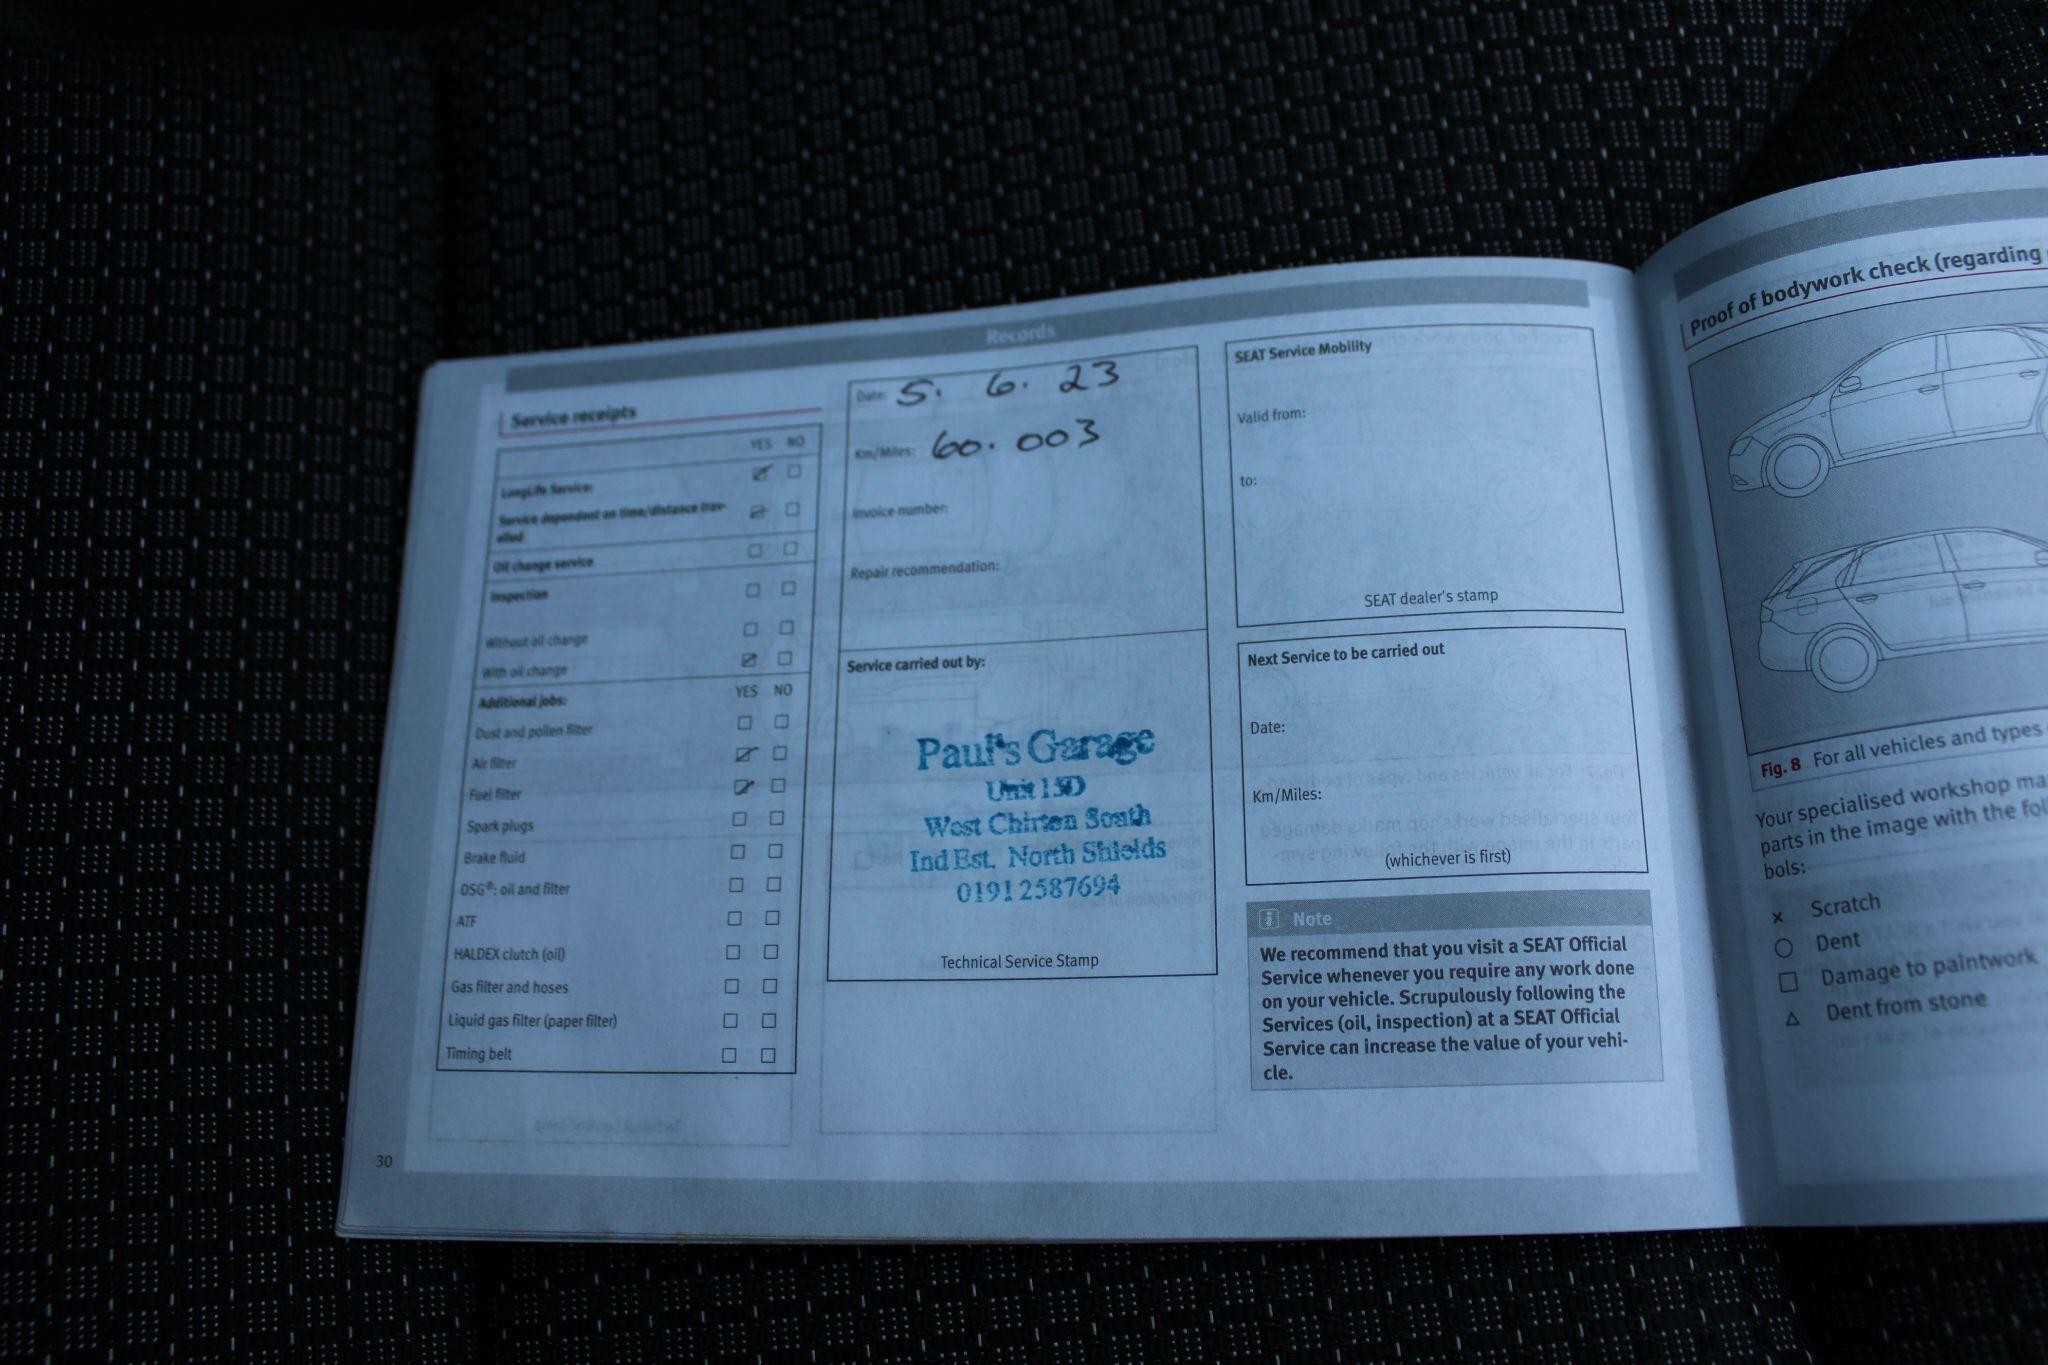 Records
Service receipts
YES NO
LongLife Service:
Service dependent on time/distance trav-
elled
Oil change service
Inspection
Without oil change
With oil change
Additional jobs: YES NO
Dust and pollen filter
Air filter
Fuel filter
Spark plugs
Brake fluid
DSG®: oil and filter
ATF
HALDEX clutch (oil)
Gas filter and hoses
Liquid gas filter (paper filter)
Timing belt
30
Date: 5. 6. 23
Km/Miles: 60.003
Invoice number:
Repair recommendation:
Service carried out by:
Paul's Garage
Unit 15D
West Chirton South
Ind Est. North Shields
0191 2587694
Technical Service Stamp
SEAT Service Mobility
Valid from:
to:
SEAT dealer's stamp
Next Service to be carried out
Date:
Km/Miles:
(whichever is first)
Note
We recommend that you visit a SEAT Official
Service whenever you require any work done
on your vehicle. Scrupulously following the
Services (oil, inspection) at a SEAT Official
Service can increase the value of your vehi-
cle.
Proof of bodywork check (regarding
Fig. 8 For all vehicles and types
Your specialised workshop ma
parts in the image with the fol
bols:
× Scratch
○ Dent
□ Damage to paintwork
△ Dent from stone